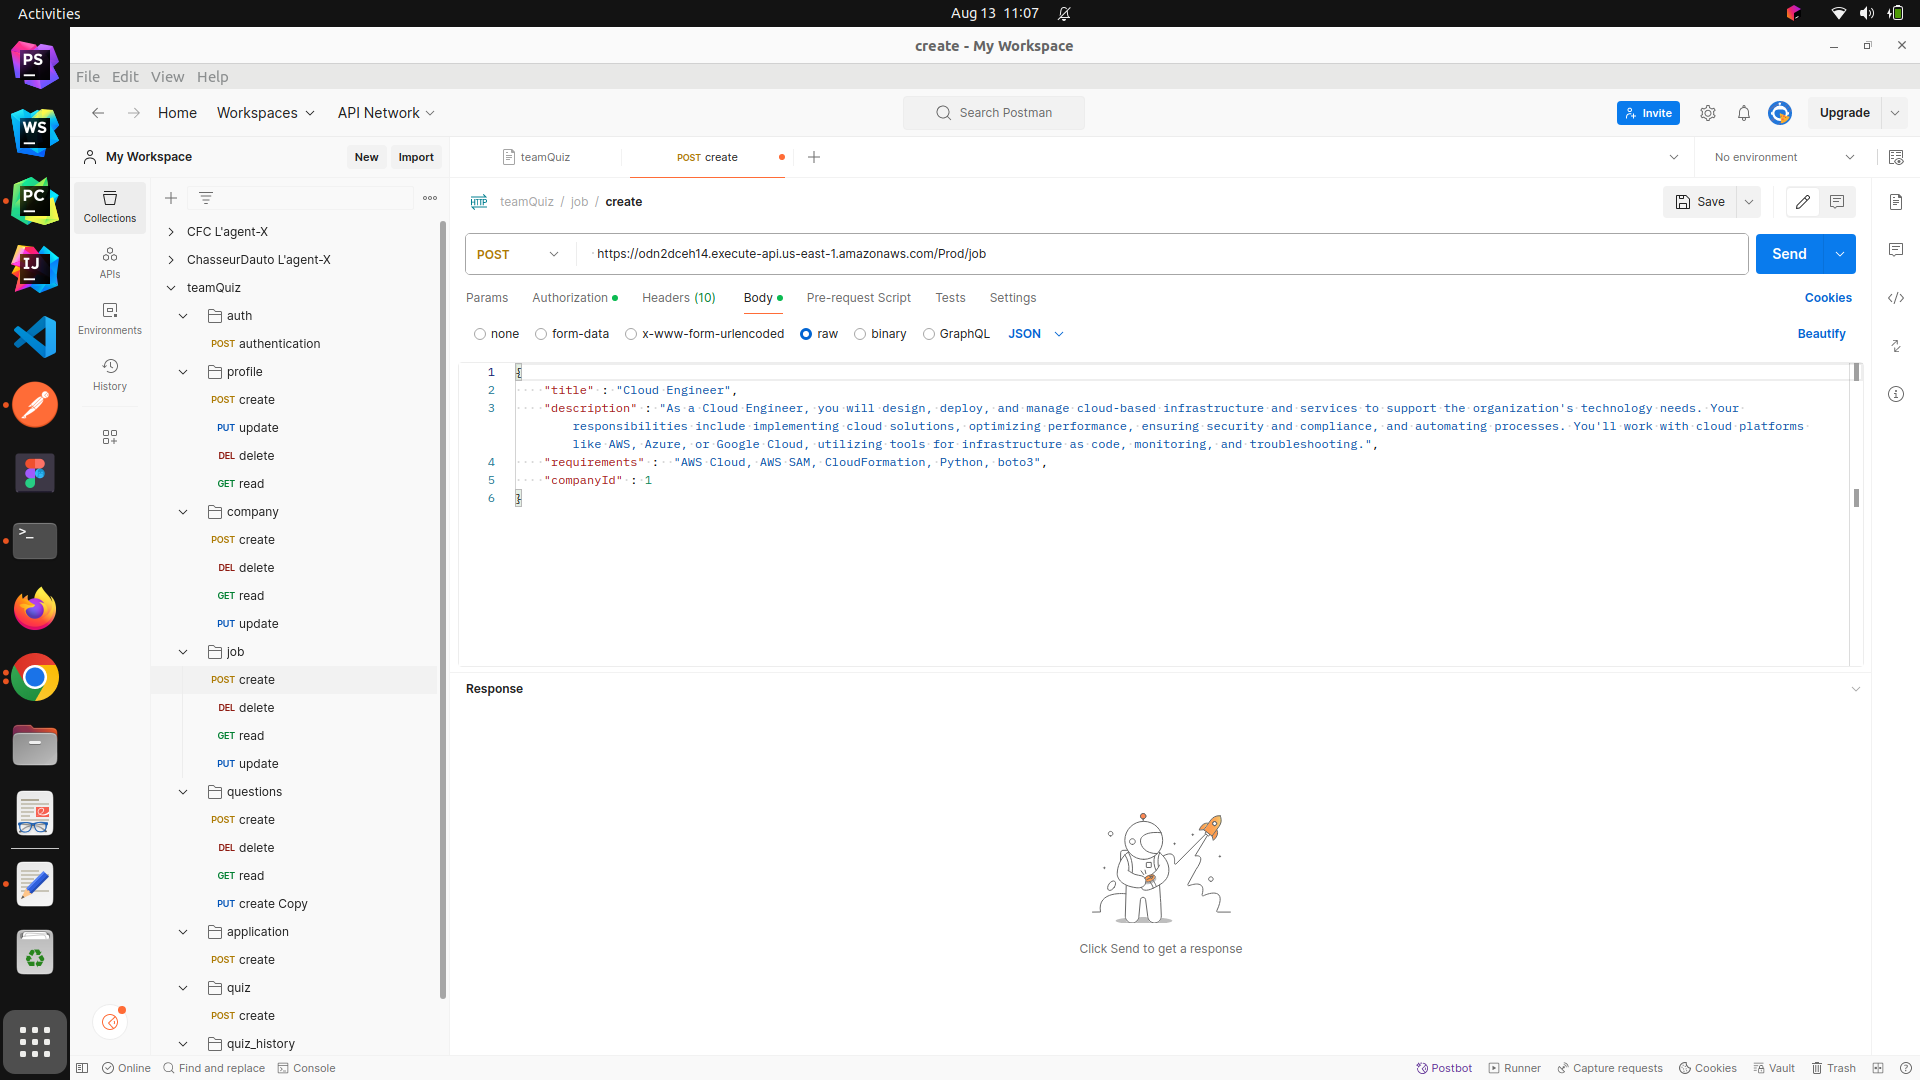 Activities
Aug 13 11:07
create - My Workspace
File Edit View Help
Home Workspaces API Network
Search Postman
Invite
Upgrade
My Workspace
New Import
teamQuiz
POST create
No environment
Collections
APIs
Environments
History
CFC L'agent-X
ChasseurDauto L'agent-X
teamQuiz
auth
POST authentication
profile
POST create
PUT update
DEL delete
GET read
company
POST create
DEL delete
GET read
PUT update
job
POST create
DEL delete
GET read
PUT update
questions
POST create
DEL delete
GET read
PUT create Copy
application
POST create
quiz
POST create
quiz_history
HTTP teamQuiz / job / create
Save
POST https://odn2dceh14.execute-api.us-east-1.amazonaws.com/Prod/job
Send
Params Authorization Headers (10) Body Pre-request Script Tests Settings
Cookies
none form-data x-www-form-urlencoded raw binary GraphQL JSON
Beautify
1 {
2 "title" : "Cloud Engineer",
3 "description" : "As a Cloud Engineer, you will design, deploy, and manage cloud-based infrastructure and services to support the organization's technology needs. Your
responsibilities include implementing cloud solutions, optimizing performance, ensuring security and compliance, and automating processes. You'll work with cloud platforms
like AWS, Azure, or Google Cloud, utilizing tools for infrastructure as code, monitoring, and troubleshooting.",
4 "requirements" : "AWS Cloud, AWS SAM, CloudFormation, Python, boto3",
5 "companyId" : 1
6 }
Response
Click Send to get a response
Online Find and replace Console
Postbot Runner Capture requests Cookies Vault Trash
PS
WS
PC
IJ